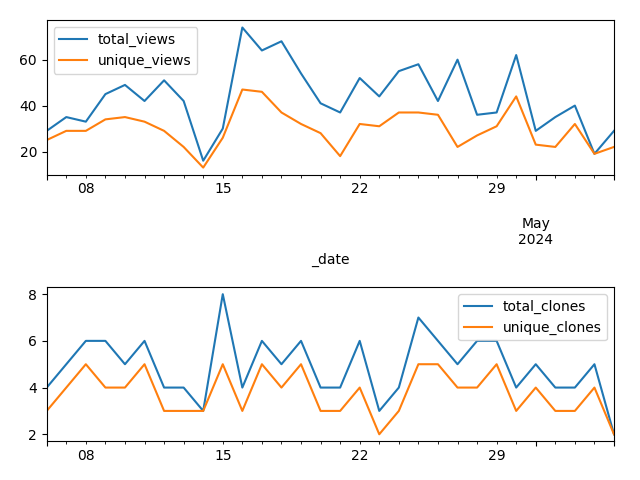 total_views
unique_views
60
40
20
08 15 22 29
May
2024
_date
total_clones
unique_clones
8
6
4
2
08 15 22 29